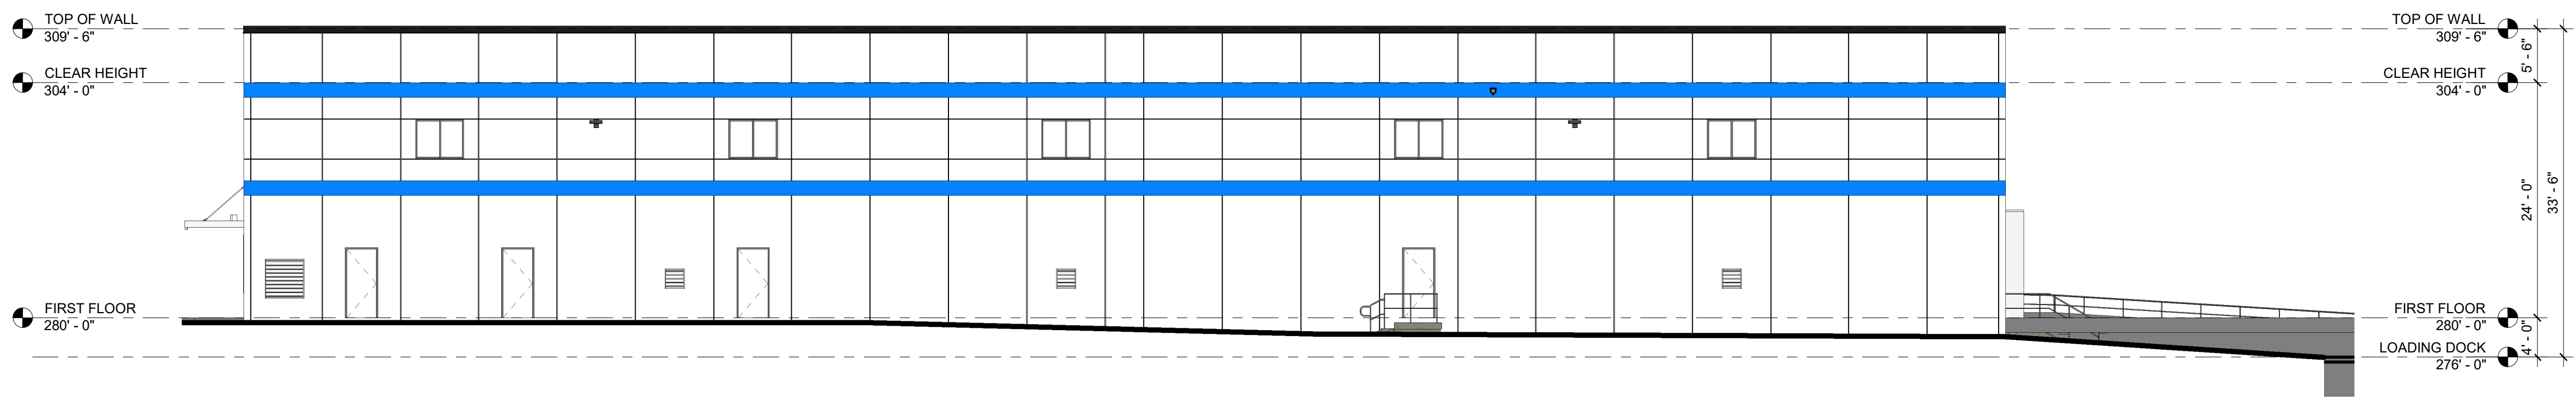 TOP OF WALL
309' - 6"
CLEAR HEIGHT
304' - 0"
FIRST FLOOR
280' - 0"
TOP OF WALL
309' - 6"
CLEAR HEIGHT
304' - 0"
FIRST FLOOR
280' - 0"
LOADING DOCK
276' - 0"
5' - 6"
24' - 0"
4' - 0"
33' - 6"